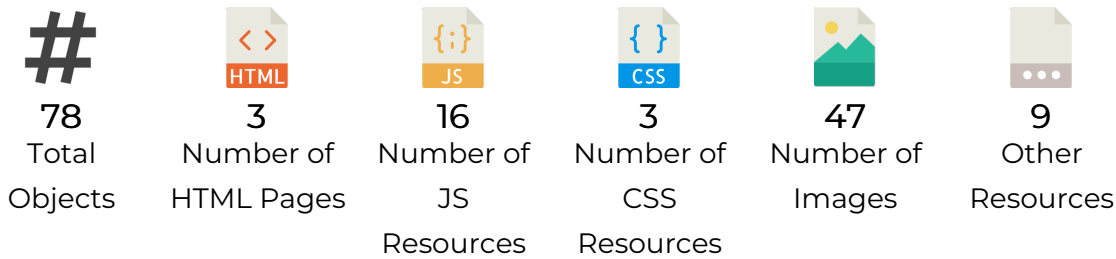 #
HTML
{;} JS
{ } CSS
78
Total
Objects
3
Number of
HTML Pages
16
Number of
JS
Resources
3
Number of
CSS
Resources
47
Number of
Images
9
Other
Resources